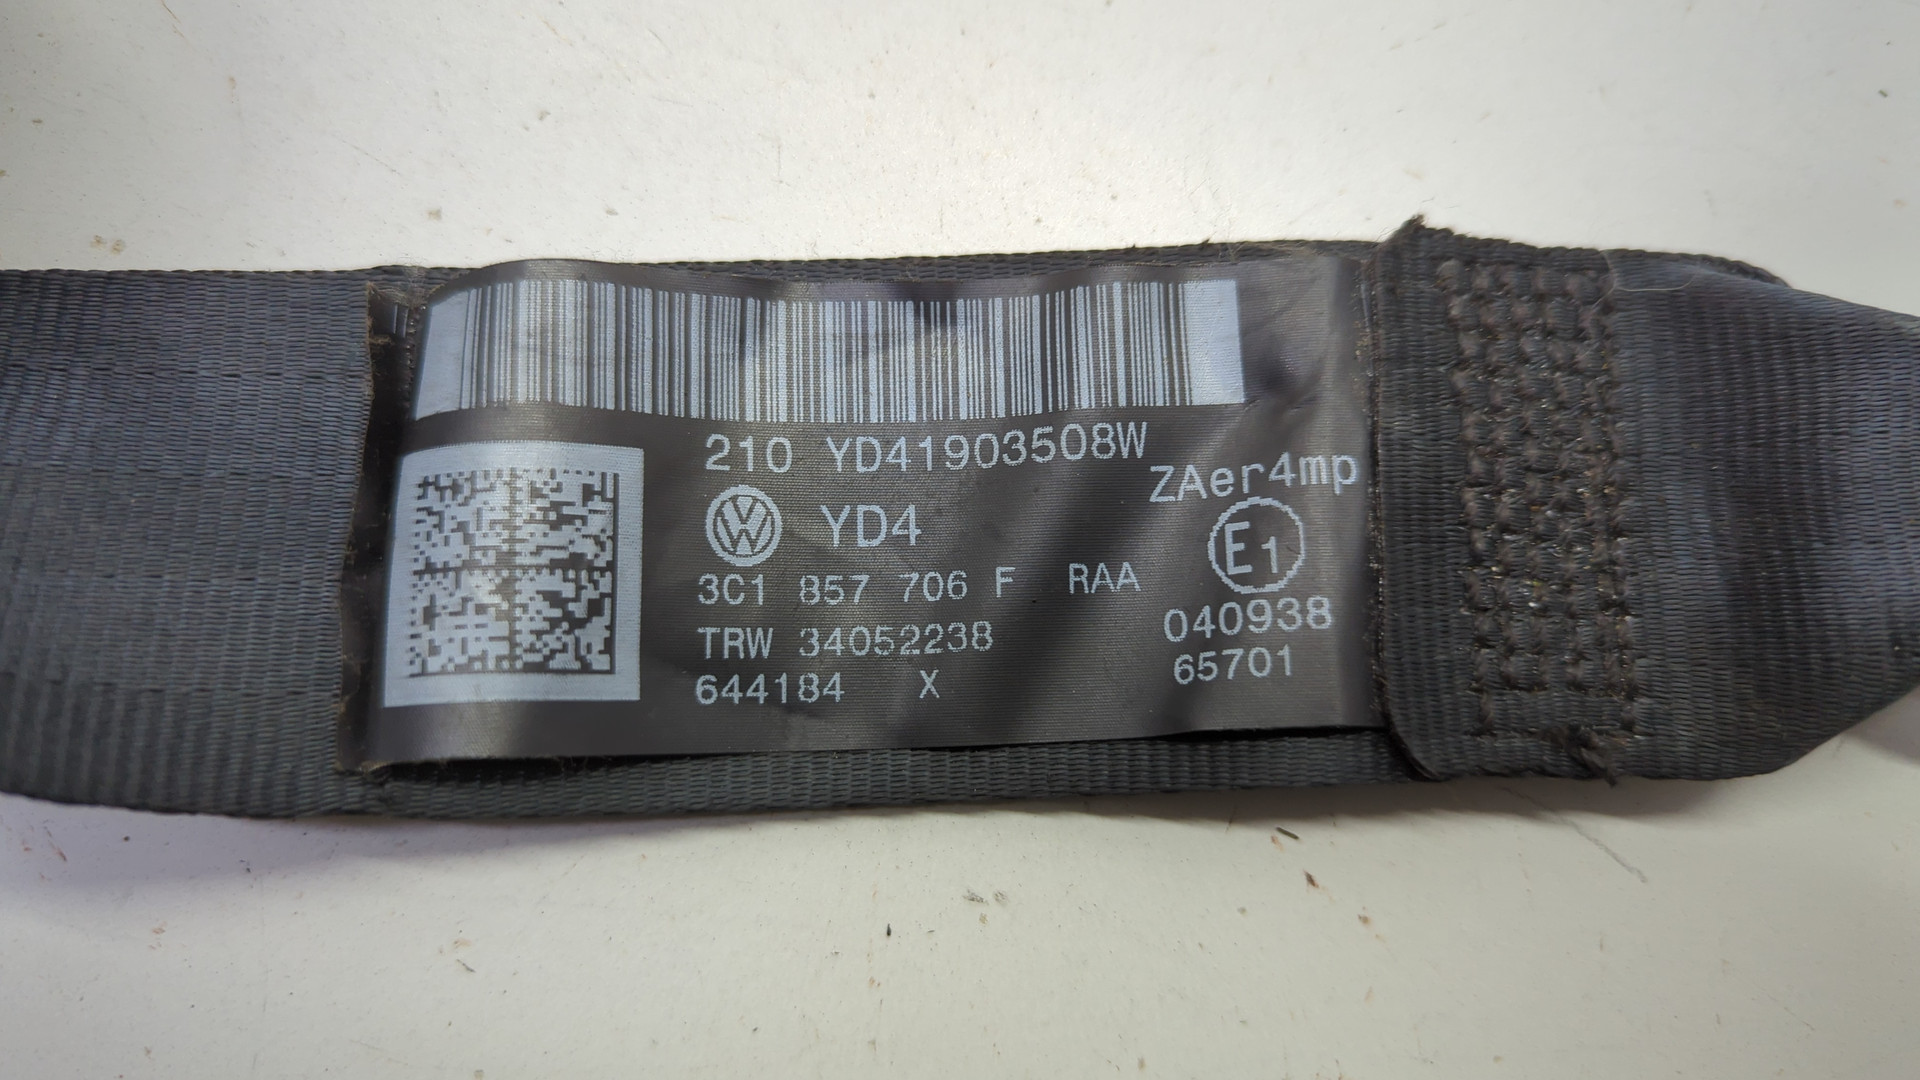 210 YD41903508W
ZAer4mp
YD4
E1
3C1 857 706 F RAA
040938
TRW 34052238
65701
644184 X